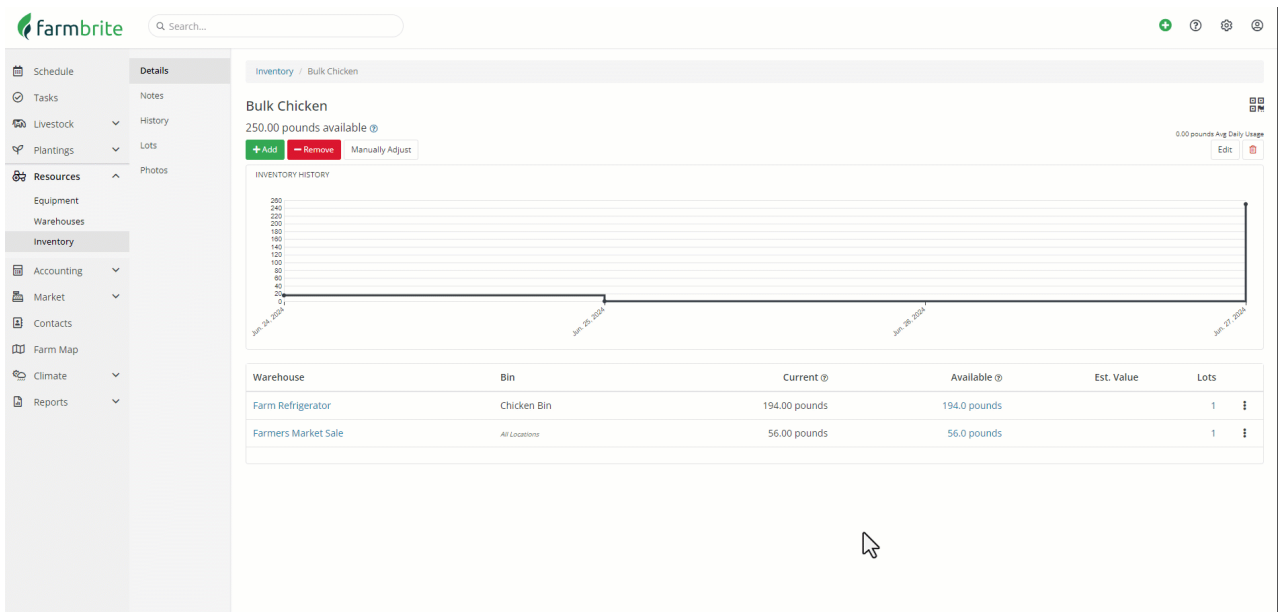 farmbrite
Search...
Schedule
Tasks
Livestock
Plantings
Resources
Equipment
Warehouses
Inventory
Accounting
Market
Contacts
Farm Map
Climate
Reports
Details
Notes
History
Lots
Photos
Inventory / Bulk Chicken
Bulk Chicken
250.00 pounds available
0.00 pounds Avg Daily Usage
+ Add − Remove Manually Adjust Edit
INVENTORY HISTORY
260
240
220
200
180
160
140
120
100
80
60
40
20
0
Jun. 24, 2024 Jun. 25, 2024 Jun. 26, 2024 Jun. 27, 2024
Warehouse Bin Current Available Est. Value Lots
Farm Refrigerator Chicken Bin 194.00 pounds 194.0 pounds 1
Farmers Market Sale All Locations 56.00 pounds 56.0 pounds 1